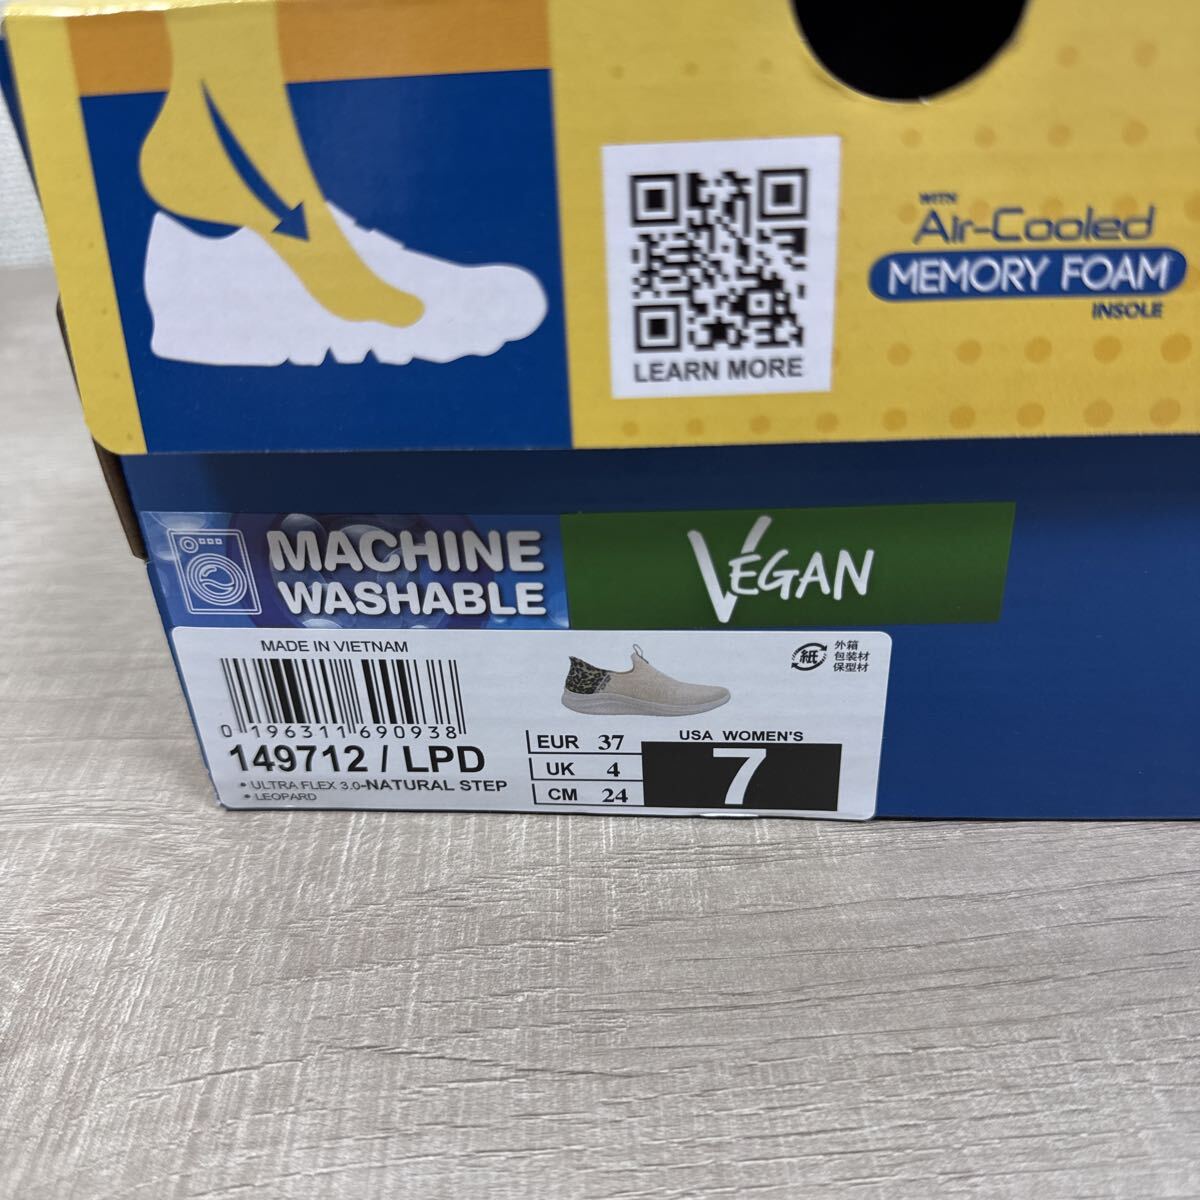 WITH
Air-Cooled
MEMORY FOAM
INSOLE
LEARN MORE
MACHINE
WASHABLE
VEGAN
MADE IN VIETNAM
0 196311 690938
149712 / LPD
• ULTRA FLEX 3.0-NATURAL STEP
• LEOPARD
紙
外箱
包装材
保型材
EUR 37
UK 4
CM 24
USA WOMEN'S
7